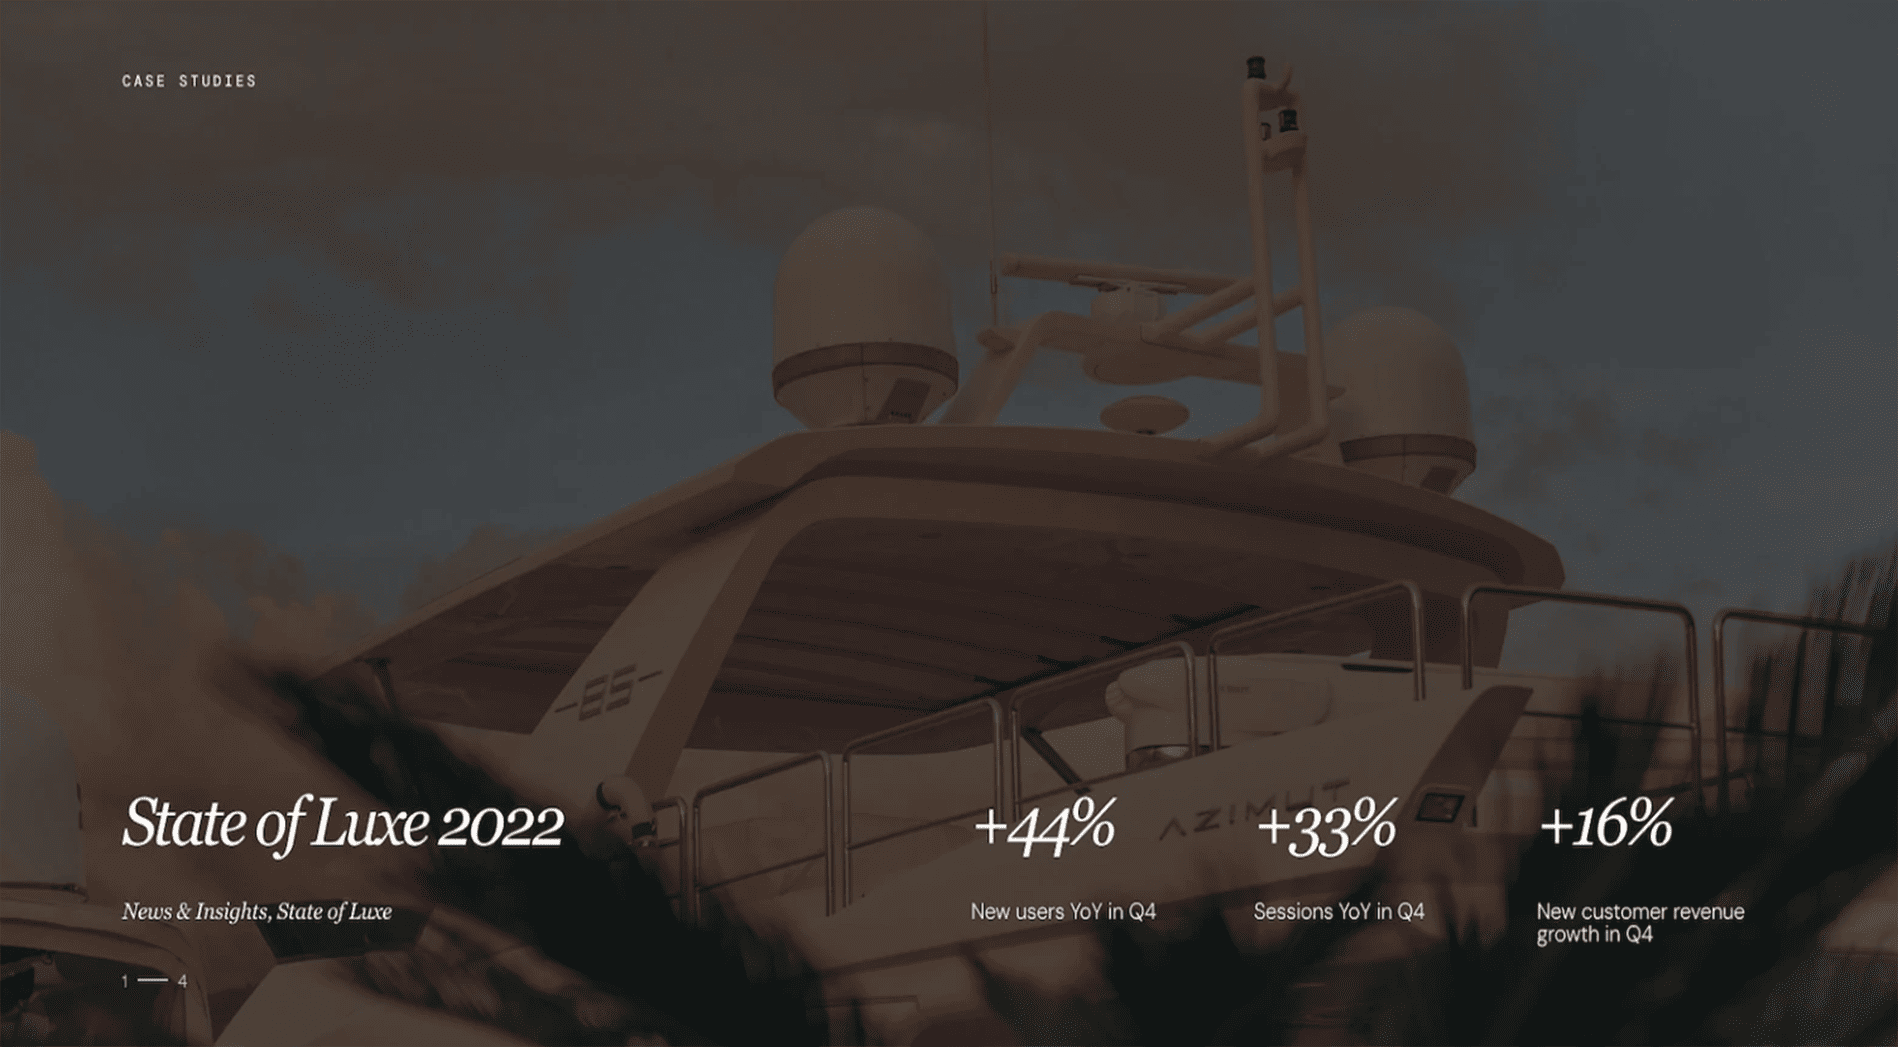 CASE STUDIES
State of Luxe 2022
News & Insights, State of Luxe
1 — 4
+44%
New users YoY in Q4
+33%
Sessions YoY in Q4
+16%
New customer revenue
growth in Q4
AZIMUT